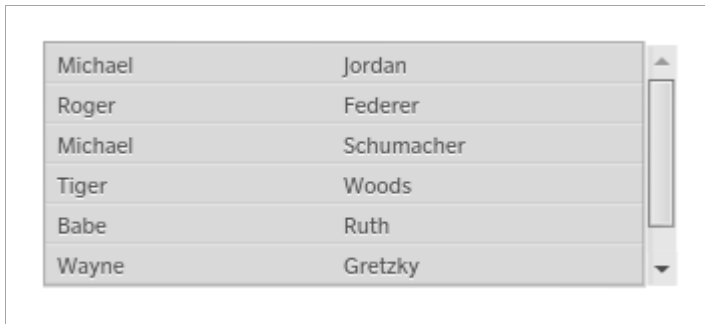 Michael Jordan
Roger Federer
Michael Schumacher
Tiger Woods
Babe Ruth
Wayne Gretzky